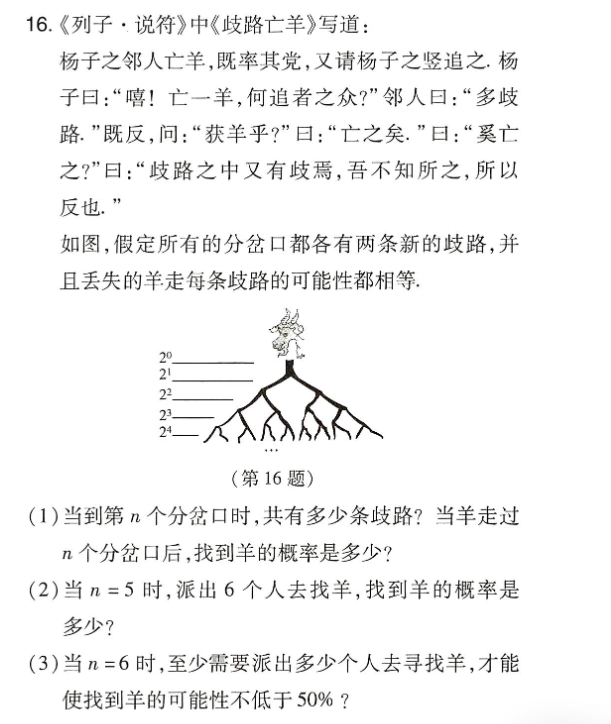 16.《列子·说符》中《歧路亡羊》写道:
杨子之邻人亡羊,既率其党,又请杨子之竖追之. 杨
子曰:“嘻! 亡一羊,何追者之众?”邻人曰:“多歧
路.”既反,问:“获羊乎?”曰:“亡之矣.”曰:“奚亡
之?”曰:“歧路之中又有歧焉,吾不知所之,所以
反也.”
如图,假定所有的分岔口都各有两条新的歧路,并
且丢失的羊走每条歧路的可能性都相等.
2⁰
2¹
2²
2³
2⁴
…
(第 16 题)
(1)当到第 n 个分岔口时,共有多少条歧路? 当羊走过
n 个分岔口后,找到羊的概率是多少?
(2)当 n = 5 时,派出 6 个人去找羊,找到羊的概率是
多少?
(3)当 n = 6 时,至少需要派出多少个人去寻找羊,才能
使找到羊的可能性不低于 50% ?